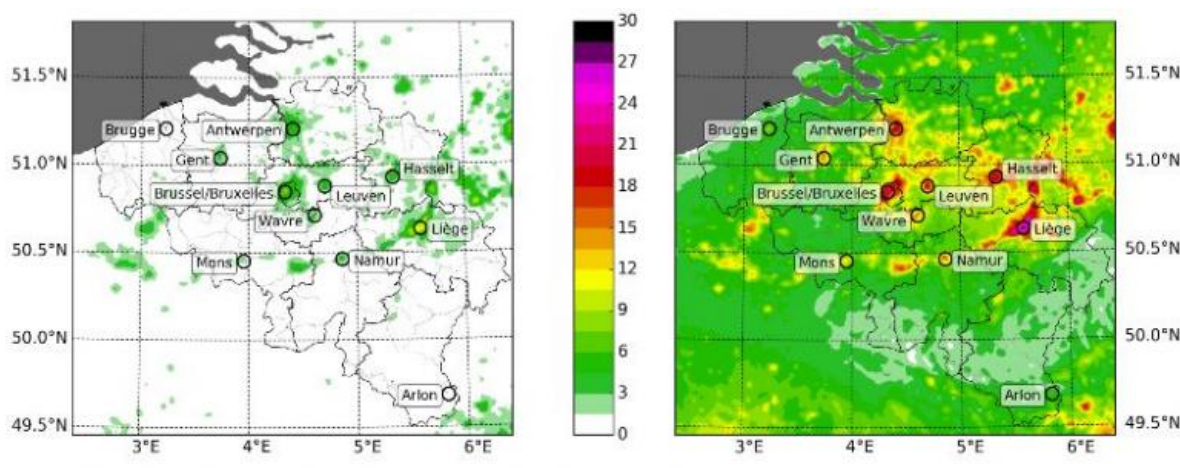 30
27
24
21
18
15
12
9
6
3
0
51.5°N
51.0°N
50.5°N
50.0°N
49.5°N
3°E
4°E
5°E
6°E
Brugge
Antwerpen
Gent
Hasselt
Brussel/Bruxelles
Leuven
Wavre
Liège
Mons
Namur
Arlon
51.5°N
51.0°N
50.5°N
50.0°N
49.5°N
3°E
4°E
5°E
6°E
Brugge
Antwerpen
Gent
Hasselt
Brussel/Bruxelles
Leuven
Wavre
Liège
Mons
Namur
Arlon